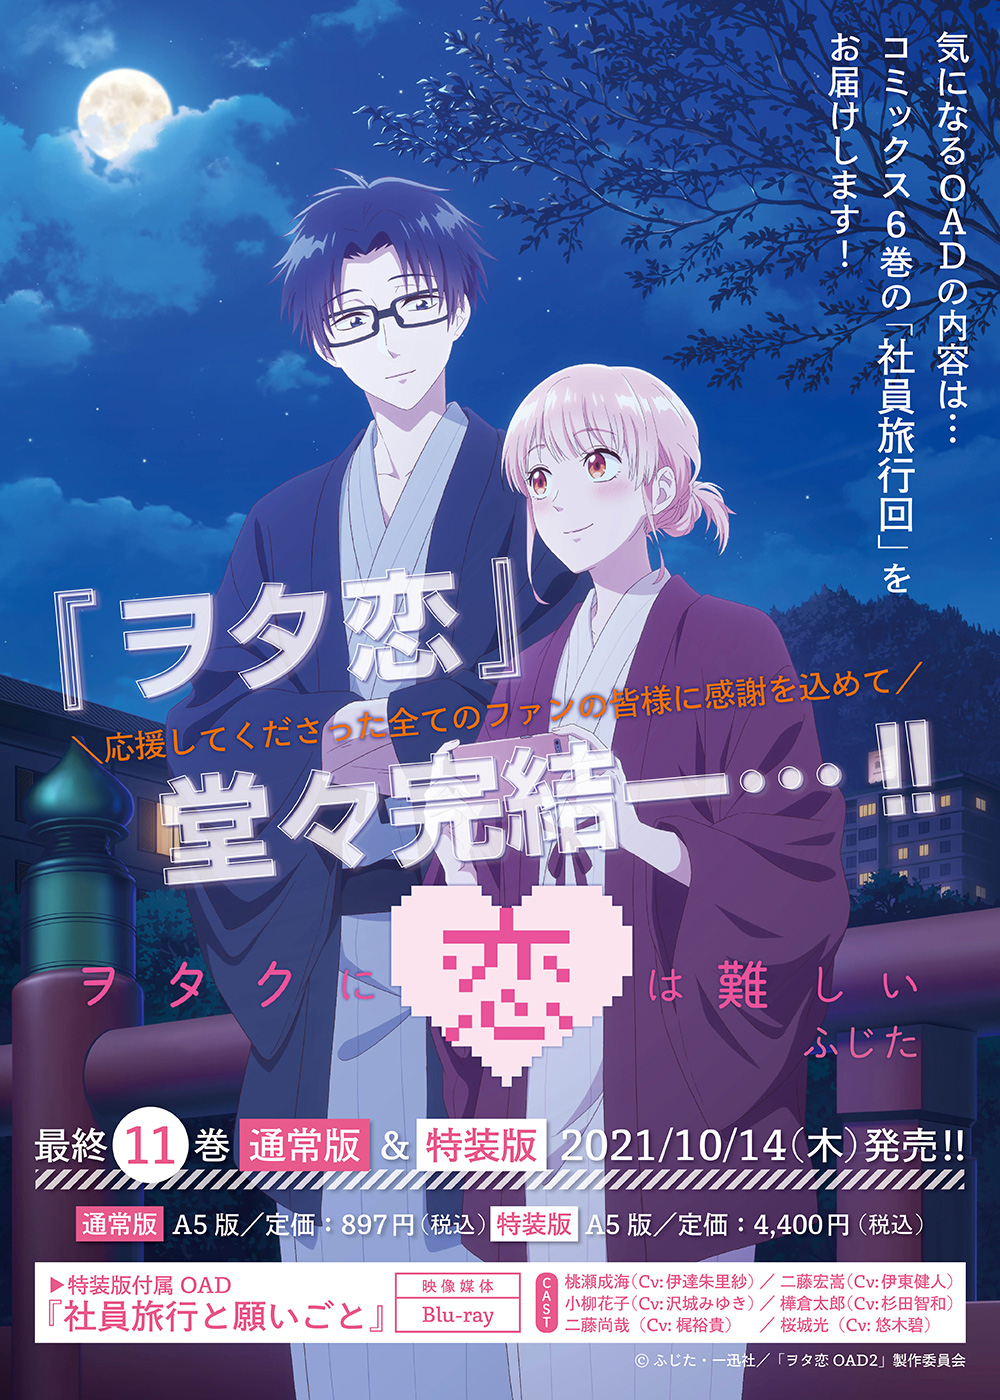 気になるOADの内容は…
コミックス6巻の「社員旅行回」を
お届けします！
『ヲタ恋』
＼応援してくださった全てのファンの皆様に感謝を込めて／
堂々完結ー…!!
ヲタクに恋は難しい
ふじた
最終11巻 通常版 & 特装版 2021/10/14(木)発売!!
通常版 A5版／定価：897円(税込) 特装版 A5版／定価：4,400円(税込)
▶特装版付属OAD
『社員旅行と願いごと』
映像媒体
Blu-ray
CAST
桃瀬成海(Cv:伊達朱里紗)／二藤宏嵩(Cv:伊東健人)
小柳花子(Cv:沢城みゆき)／樺倉太郎(Cv:杉田智和)
二藤尚哉(Cv:梶裕貴)／桜城光(Cv:悠木碧)
© ふじた・一迅社／「ヲタ恋OAD2」製作委員会